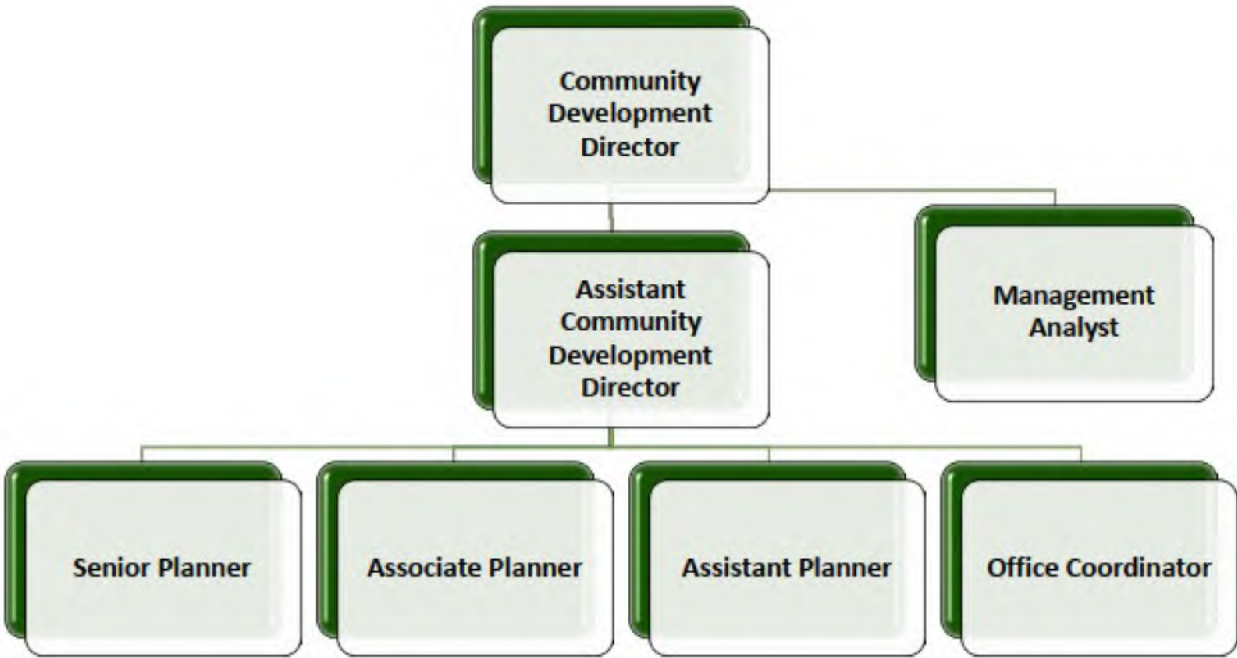 Community
Development
Director
Management
Analyst
Assistant
Community
Development
Director
Senior Planner
Associate Planner
Assistant Planner
Office Coordinator